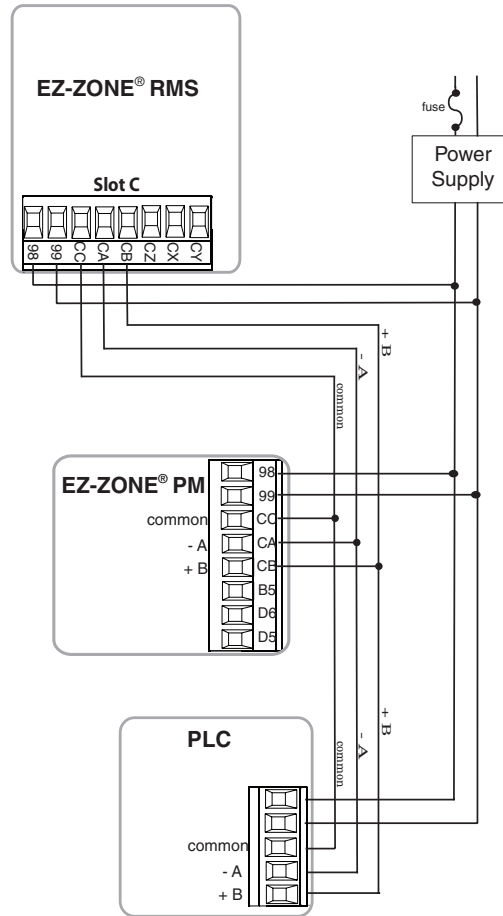 EZ-ZONE® RMS
Slot C
98
99
CC
CA
CB
CZ
CX
CY
fuse
Power
Supply
+ B
- A
common
EZ-ZONE® PM
common
- A
+ B
98
99
CC
CA
CB
B5
D6
D5
+ B
- A
common
PLC
common
- A
+ B